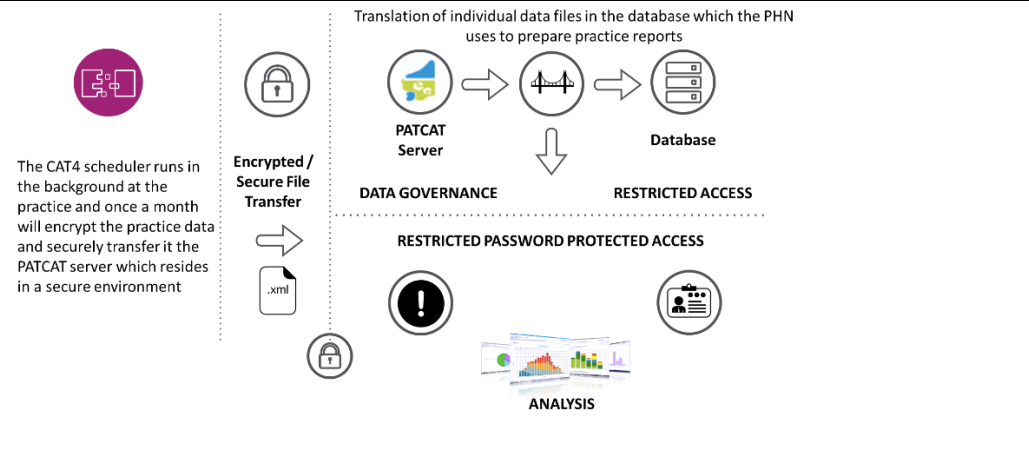 Translation of individual data files in the database which the PHN
uses to prepare practice reports
The CAT4 scheduler runs in
the background at the
practice and once a month
will encrypt the practice data
and securely transfer it the
PATCAT server which resides
in a secure environment
Encrypted /
Secure File
Transfer
.xml
PATCAT
Server
Database
DATA GOVERNANCE
RESTRICTED ACCESS
RESTRICTED PASSWORD PROTECTED ACCESS
ANALYSIS